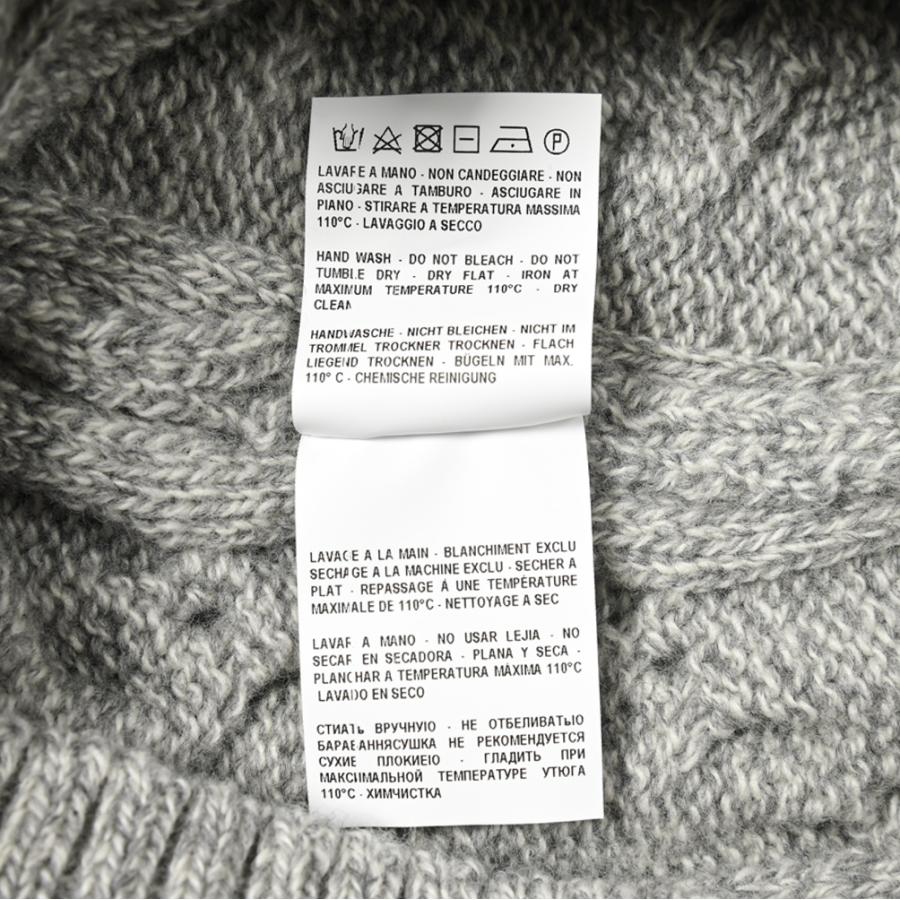 P
LAVARE A MANO - NON CANDEGGIARE - NON
ASCIUGARE A TAMBURO - ASCIUGARE IN
PIANO - STIRARE A TEMPERATURA MASSIMA
110°C - LAVAGGIO A SECCO
HAND WASH - DO NOT BLEACH - DO NOT
TUMBLE DRY - DRY FLAT - IRON AT
MAXIMUM TEMPERATURE 110°C - DRY
CLEAN
HANDWASCHE - NICHT BLEICHEN - NICHT IM
TROMMEL TROCKNER TROCKNEN - FLACH
LIEGEND TROCKNEN - BÜGELN MIT MAX.
110° C - CHEMISCHE REINIGUNG
LAVAGE A LA MAIN - BLANCHIMENT EXCLU
SECHAGE A LA MACHINE EXCLU - SECHER A
PLAT - REPASSAGE À UNE TEMPÉRATURE
MAXIMALE DE 110°C - NETTOYAGE A SEC
LAVAR A MANO - NO USAR LEJIA - NO
SECAR EN SECADORA - PLANA Y SECA -
PLANCHAR A TEMPERATURA MÁXIMA 110°C
LAVADO EN SECO
СТИАТЬ ВРУЧНУЮ - НЕ ОТБЕЛИВАТЬЮ
БАРАБАННЯСУШКА НЕ РЕКОМЕНДУЕТСЯ
СУХИЕ ПЛОКИЕЮ - ГЛАДИТЬ ПРИ
МАКСИМАЛЬНОЙ ТЕМПЕРАТУРЕ УТЮГА
110°C - ХИМЧИСТКА